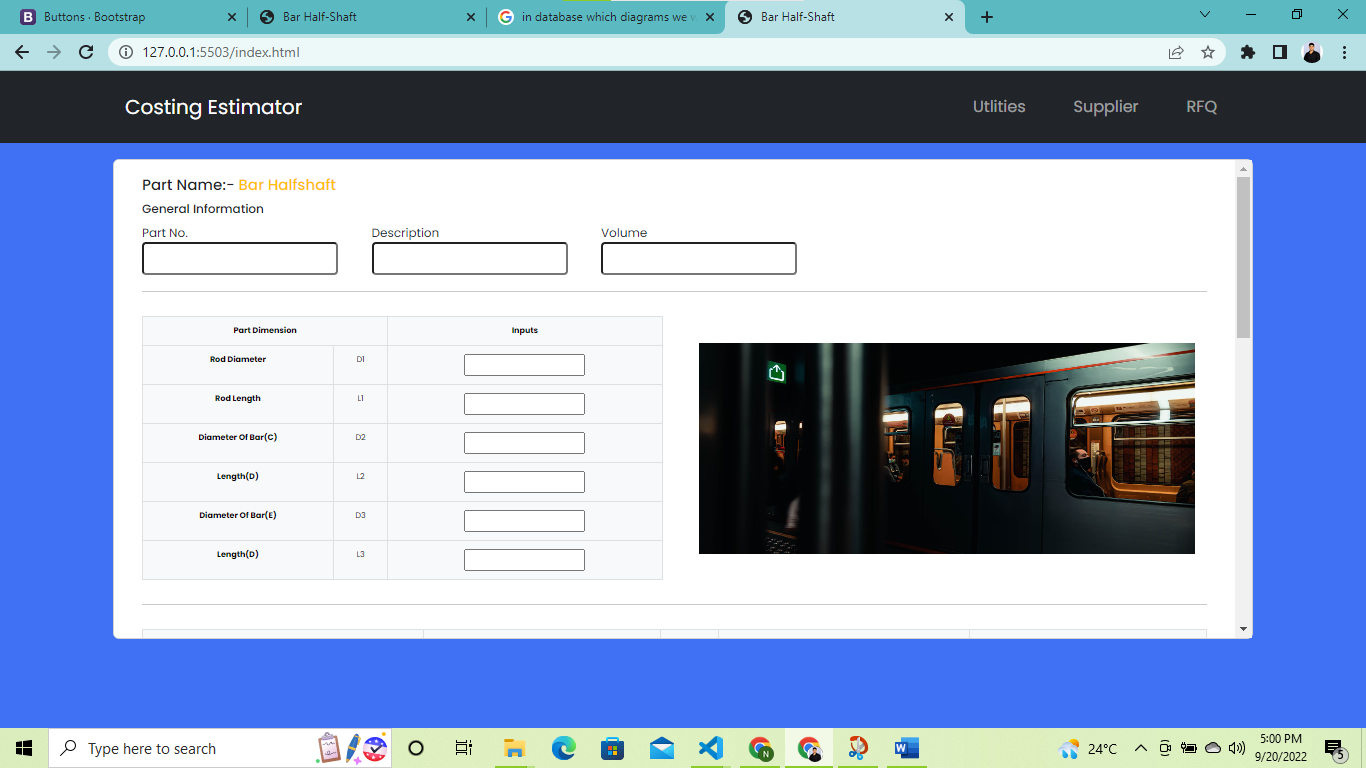 Buttons · Bootstrap
Bar Half-Shaft
in database which diagrams we
Bar Half-Shaft
127.0.0.1:5503/index.html
Costing Estimator
Utlities Supplier RFQ
Part Name:- Bar Halfshaft
General Information
Part No. Description Volume
Part Dimension Inputs
Rod Diameter D1
Rod Length L1
Diameter Of Bar(C) D2
Length(D) L2
Diameter Of Bar(E) D3
Length(D) L3
Type here to search
24°C
5:00 PM
9/20/2022
5